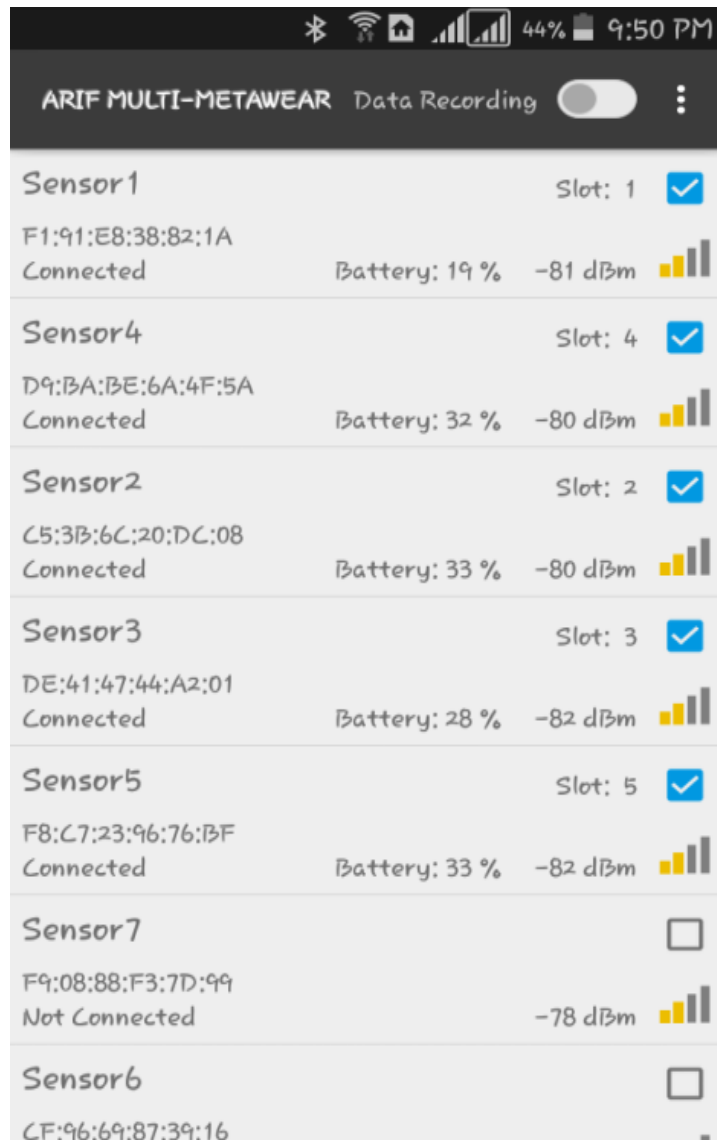 44% 9:50 PM
ARIF MULTI-METAWEAR Data Recording
Sensor1 Slot: 1
F1:91:E8:38:82:1A
Connected Battery: 19 % -81 dBm
Sensor4 Slot: 4
D9:BA:BE:6A:4F:5A
Connected Battery: 32 % -80 dBm
Sensor2 Slot: 2
C5:3B:6C:20:DC:08
Connected Battery: 33 % -80 dBm
Sensor3 Slot: 3
DE:41:47:44:A2:01
Connected Battery: 28 % -82 dBm
Sensor5 Slot: 5
F8:C7:23:96:76:BF
Connected Battery: 33 % -82 dBm
Sensor7
F9:08:88:F3:7D:99
Not Connected -78 dBm
Sensor6
CF:96:69:87:39:16